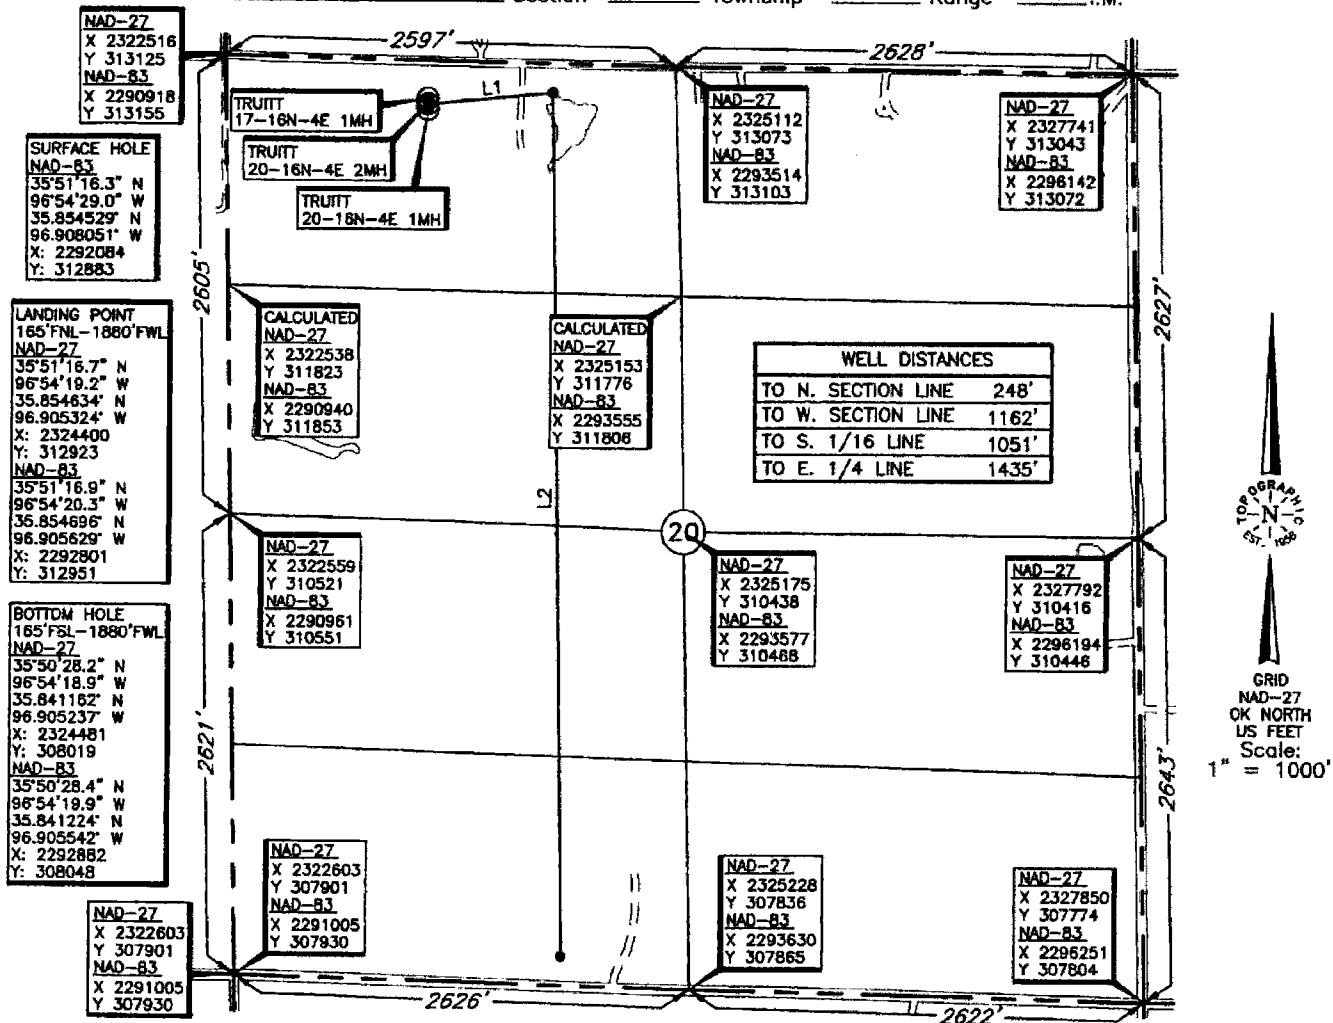 Section Township Range I.M.
NAD-27
X 2322516
Y 313125
NAD-83
X 2290918
Y 313155
2597'
2628'
L1
TRUITT
17-16N-4E 1MH
TRUITT
20-16N-4E 2MH
TRUITT
20-16N-4E 1MH
NAD-27
X 2325112
Y 313073
NAD-83
X 2293514
Y 313103
NAD-27
X 2327741
Y 313043
NAD-83
X 2296142
Y 313072
SURFACE HOLE
NAD-83
35°51'16.3" N
96°54'29.0" W
35.854529° N
96.908051° W
X: 2292084
Y: 312883
2605'
2627'
LANDING POINT
165'FNL-1880'FWL
NAD-27
35°51'16.7" N
96°54'19.2" W
35.854634° N
96.905324° W
X: 2324400
Y: 312923
NAD-83
35°51'16.9" N
96°54'20.3" W
35.854696° N
96.905629° W
X: 2292801
Y: 312951
CALCULATED
NAD-27
X 2322538
Y 311823
NAD-83
X 2290940
Y 311853
CALCULATED
NAD-27
X 2325153
Y 311776
NAD-83
X 2293555
Y 311806
WELL DISTANCES
TO N. SECTION LINE 248'
TO W. SECTION LINE 1162'
TO S. 1/16 LINE 1051'
TO E. 1/4 LINE 1435'
L2
20
TOPOGRAPHIC
N
EST. 1958
NAD-27
X 2322559
Y 310521
NAD-83
X 2290961
Y 310551
NAD-27
X 2325175
Y 310438
NAD-83
X 2293577
Y 310468
NAD-27
X 2327792
Y 310416
NAD-83
X 2296194
Y 310446
BOTTOM HOLE
165'FSL-1880'FWL
NAD-27
35°50'28.2" N
96°54'18.9" W
35.841162° N
96.905237° W
X: 2324481
Y: 308019
NAD-83
35°50'28.4" N
96°54'19.9" W
35.841224° N
96.905542° W
X: 2292882
Y: 308048
GRID
NAD-27
OK NORTH
US FEET
Scale:
1" = 1000'
2621'
2643'
NAD-27
X 2322603
Y 307901
NAD-83
X 2291005
Y 307930
NAD-27
X 2325228
Y 307836
NAD-83
X 2293630
Y 307865
NAD-27
X 2327850
Y 307774
NAD-83
X 2296251
Y 307804
NAD-27
X 2322603
Y 307901
NAD-83
X 2291005
Y 307930
2626'
2622'